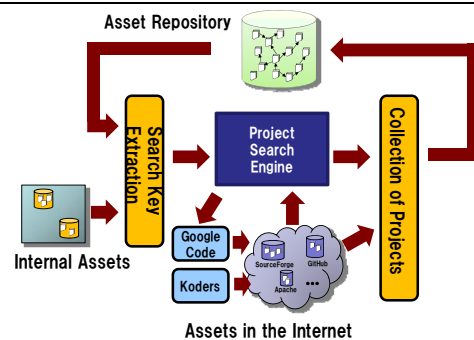 Asset Repository
Search Key
Extraction
Project
Search
Engine
Collection of Projects
Internal Assets
Google
Code
Koders
SourceForge
GitHub
Apache
...
Assets in the Internet